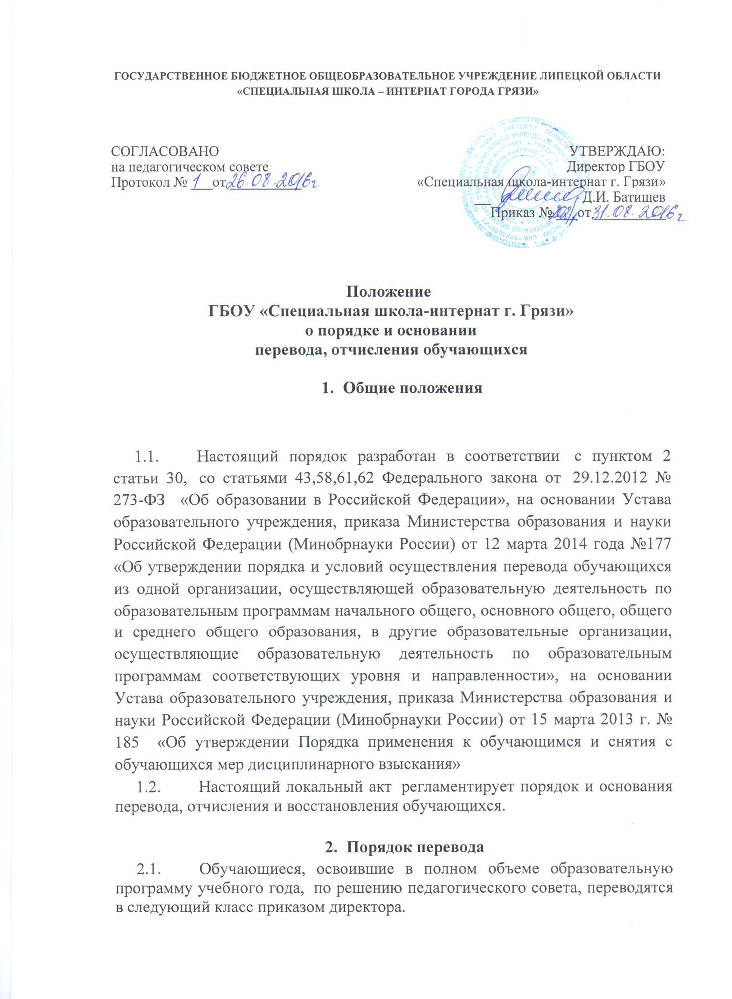 ГОСУДАРСТВЕННОЕ БЮДЖЕТНОЕ ОБЩЕОБРАЗОВАТЕЛЬНОЕ УЧРЕЖДЕНИЕ ЛИПЕЦКОЙ ОБЛАСТИ
«СПЕЦИАЛЬНАЯ ШКОЛА – ИНТЕРНАТ ГОРОДА ГРЯЗИ»
СОГЛАСОВАНО
на педагогическом совете
Протокол № 1 от 26.08.2016г
УТВЕРЖДАЮ:
Директор ГБОУ
«Специальная школа-интернат г. Грязи»
Д.И. Батищев
Приказ № от 31.08.2016г
Положение
ГБОУ «Специальная школа-интернат г. Грязи»
о порядке и основании
перевода, отчисления обучающихся
1. Общие положения
1.1. Настоящий порядок разработан в соответствии с пунктом 2
статьи 30, со статьями 43,58,61,62 Федерального закона от 29.12.2012 №
273-ФЗ «Об образовании в Российской Федерации», на основании Устава
образовательного учреждения, приказа Министерства образования и науки
Российской Федерации (Минобрнауки России) от 12 марта 2014 года №177
«Об утверждении порядка и условий осуществления перевода обучающихся
из одной организации, осуществляющей образовательную деятельность по
образовательным программам начального общего, основного общего, общего
и среднего общего образования, в другие образовательные организации,
осуществляющие образовательную деятельность по образовательным
программам соответствующих уровня и направленности», на основании
Устава образовательного учреждения, приказа Министерства образования и
науки Российской Федерации (Минобрнауки России) от 15 марта 2013 г. №
185 «Об утверждении Порядка применения к обучающимся и снятия с
обучающихся мер дисциплинарного взыскания»
1.2. Настоящий локальный акт регламентирует порядок и основания
перевода, отчисления и восстановления обучающихся.
2. Порядок перевода
2.1. Обучающиеся, освоившие в полном объеме образовательную
программу учебного года, по решению педагогического совета, переводятся
в следующий класс приказом директора.